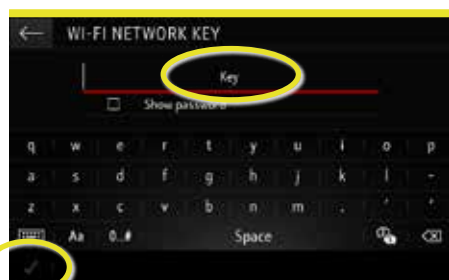 WI-FI NETWORK KEY
Key
Show password
q w e r t y u i o p
a s d f g h j k l -
z x c v b n m . ' '
Aa 0..# Space